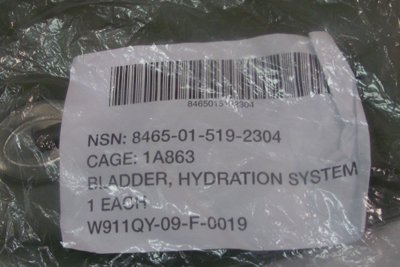 8465015192304
NSN: 8465-01-519-2304
CAGE: 1A863
BLADDER, HYDRATION SYSTEM
1 EACH
W911QY-09-F-0019